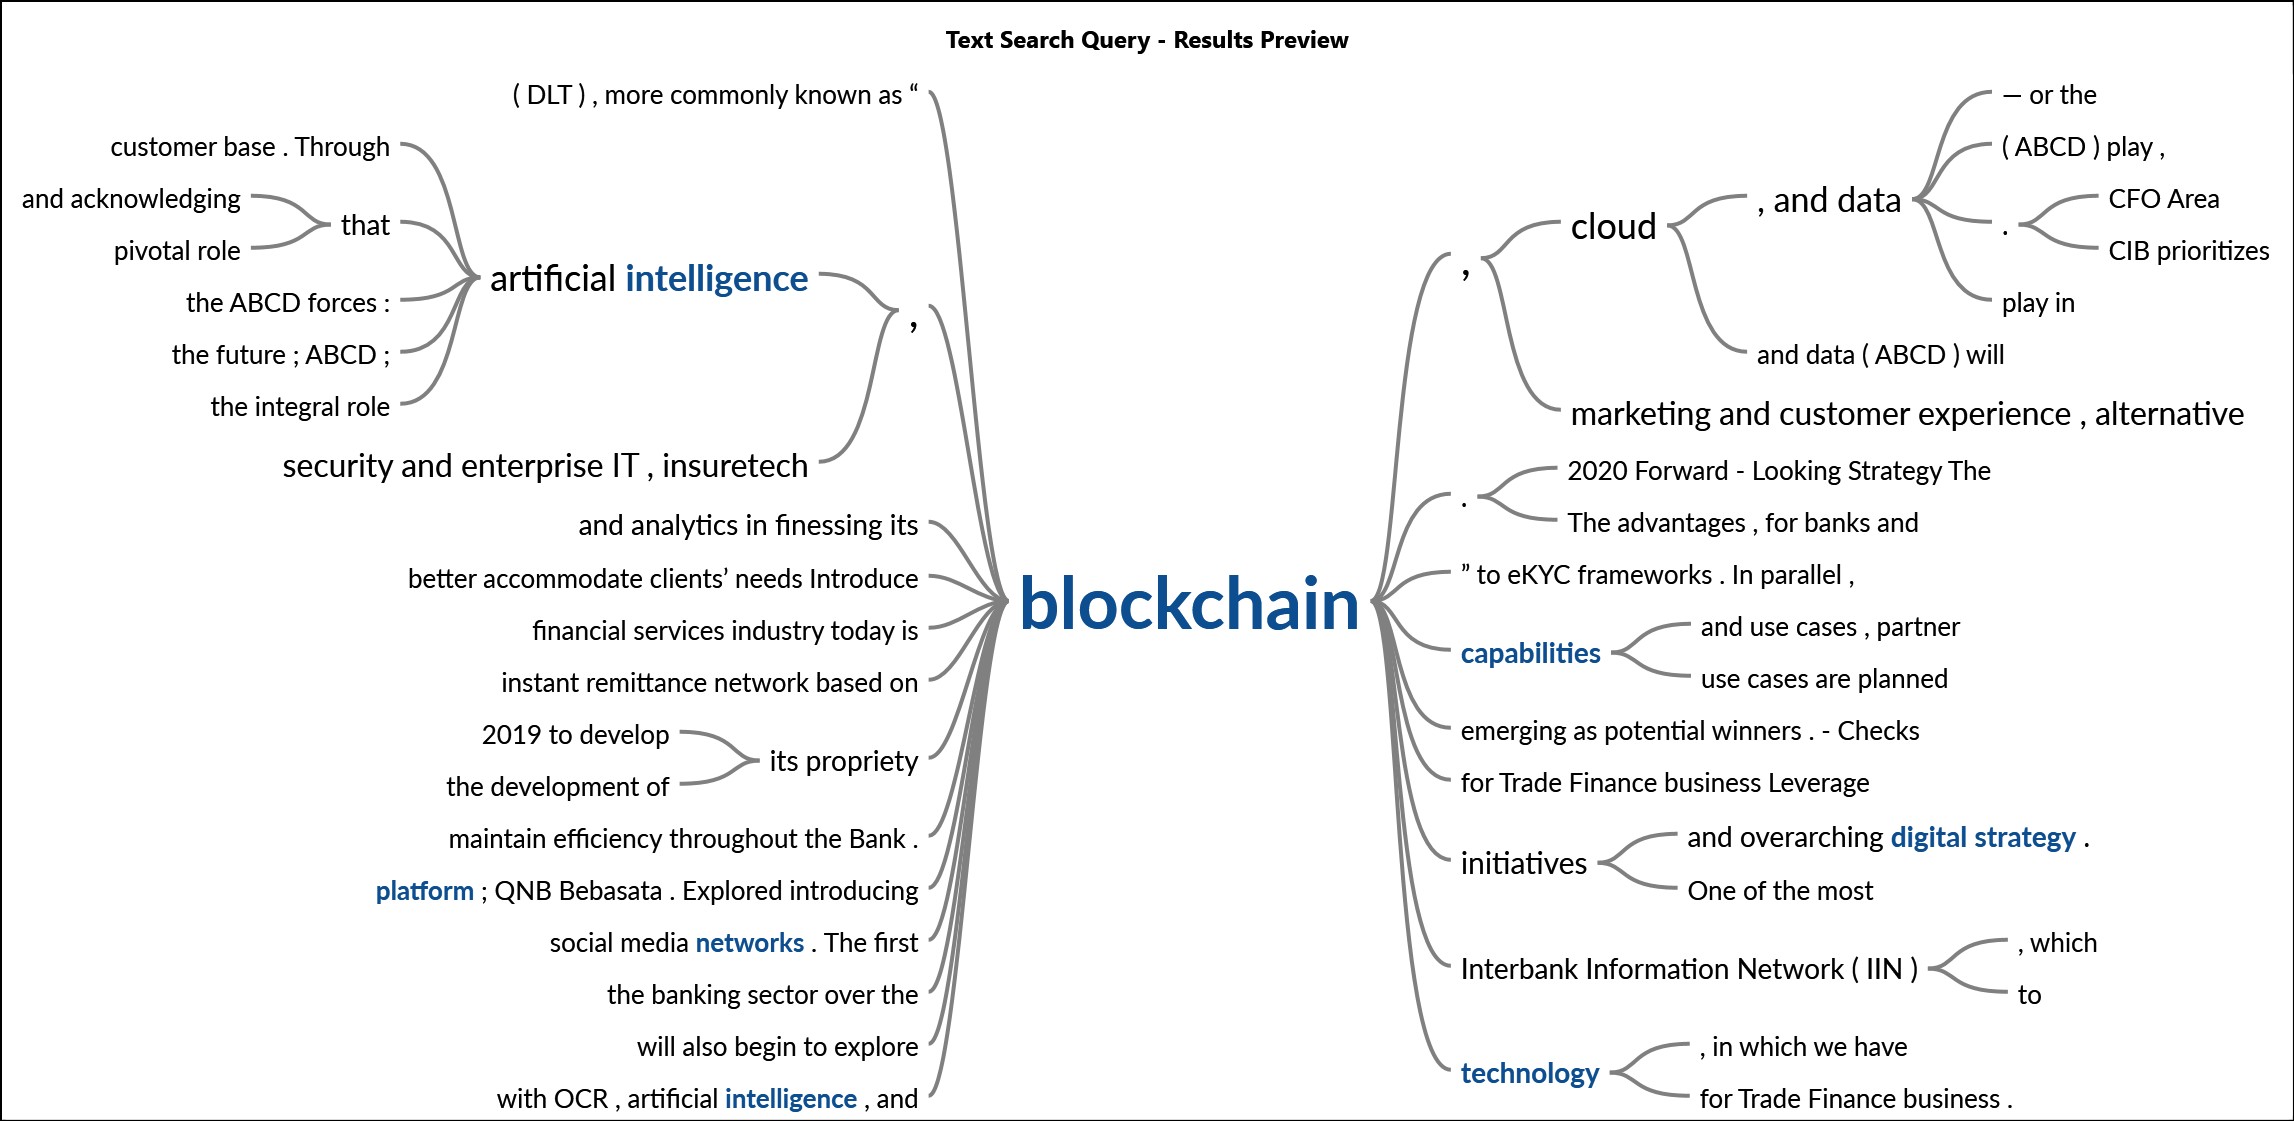 Text Search Query - Results Preview
( DLT ) , more commonly known as “
customer base . Through
and acknowledging
pivotal role
that
the ABCD forces :
the future ; ABCD ;
the integral role
artificial intelligence
security and enterprise IT , insuretech
,
and analytics in finessing its
better accommodate clients’ needs Introduce
financial services industry today is
instant remittance network based on
2019 to develop
the development of
its propriety
maintain efficiency throughout the Bank .
platform ; QNB Bebasata . Explored introducing
social media networks . The first
the banking sector over the
will also begin to explore
with OCR , artificial intelligence , and
blockchain
,
cloud
, and data
— or the
( ABCD ) play ,
.
CFO Area
CIB prioritizes
play in
and data ( ABCD ) will
marketing and customer experience , alternative
.
2020 Forward - Looking Strategy The
The advantages , for banks and
” to eKYC frameworks . In parallel ,
capabilities
and use cases , partner
use cases are planned
emerging as potential winners . - Checks
for Trade Finance business Leverage
initiatives
and overarching digital strategy .
One of the most
Interbank Information Network ( IIN )
, which
to
technology
, in which we have
for Trade Finance business .